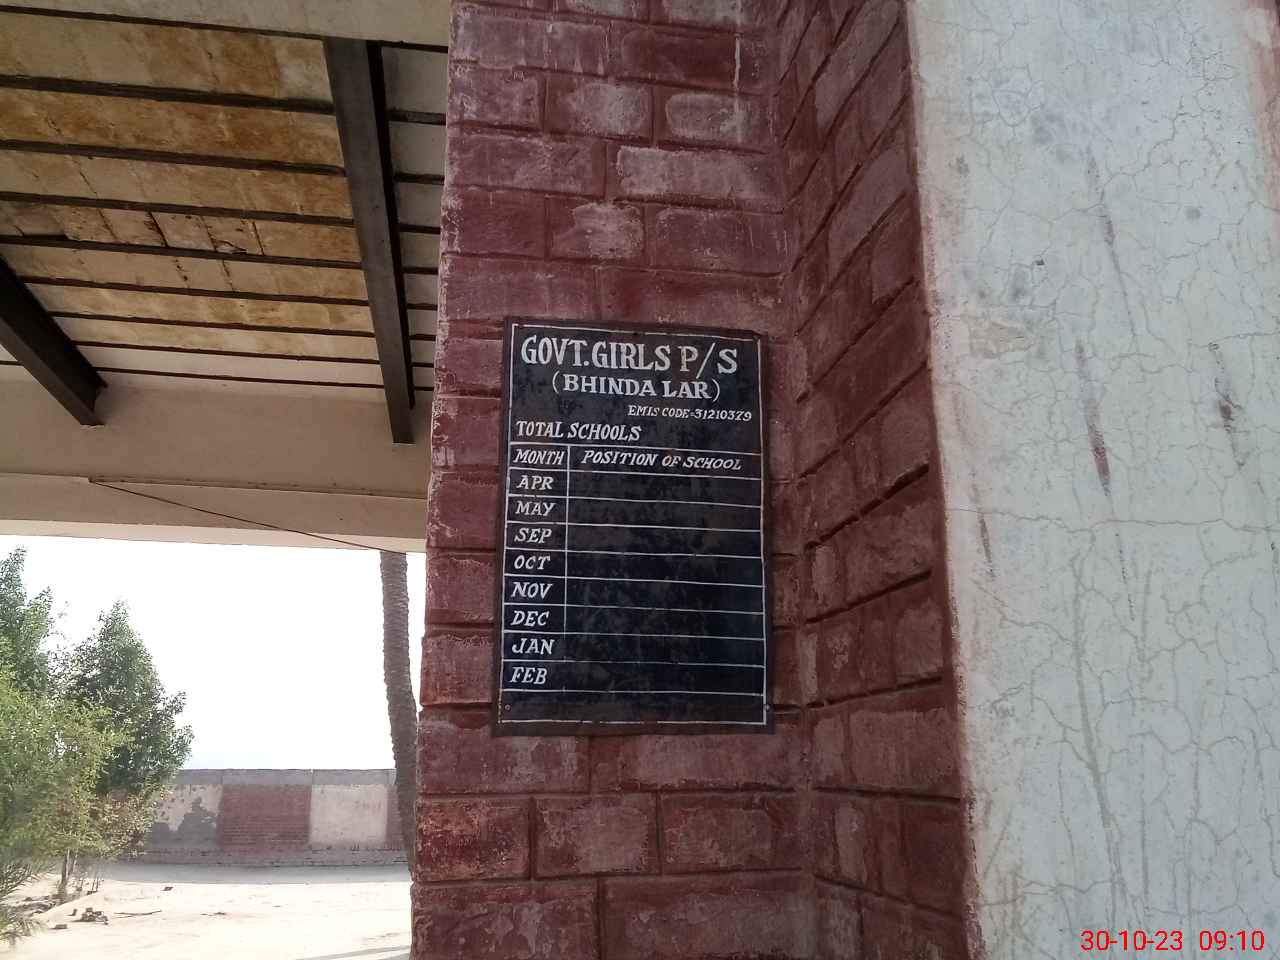 GOVT.GIRLS P/S
(BHINDA LAR)
EMIS CODE=31210379
TOTAL SCHOOLS
MONTH POSITION OF SCHOOL
APR
MAY
SEP
OCT
NOV
DEC
JAN
FEB
30-10-23 09:10